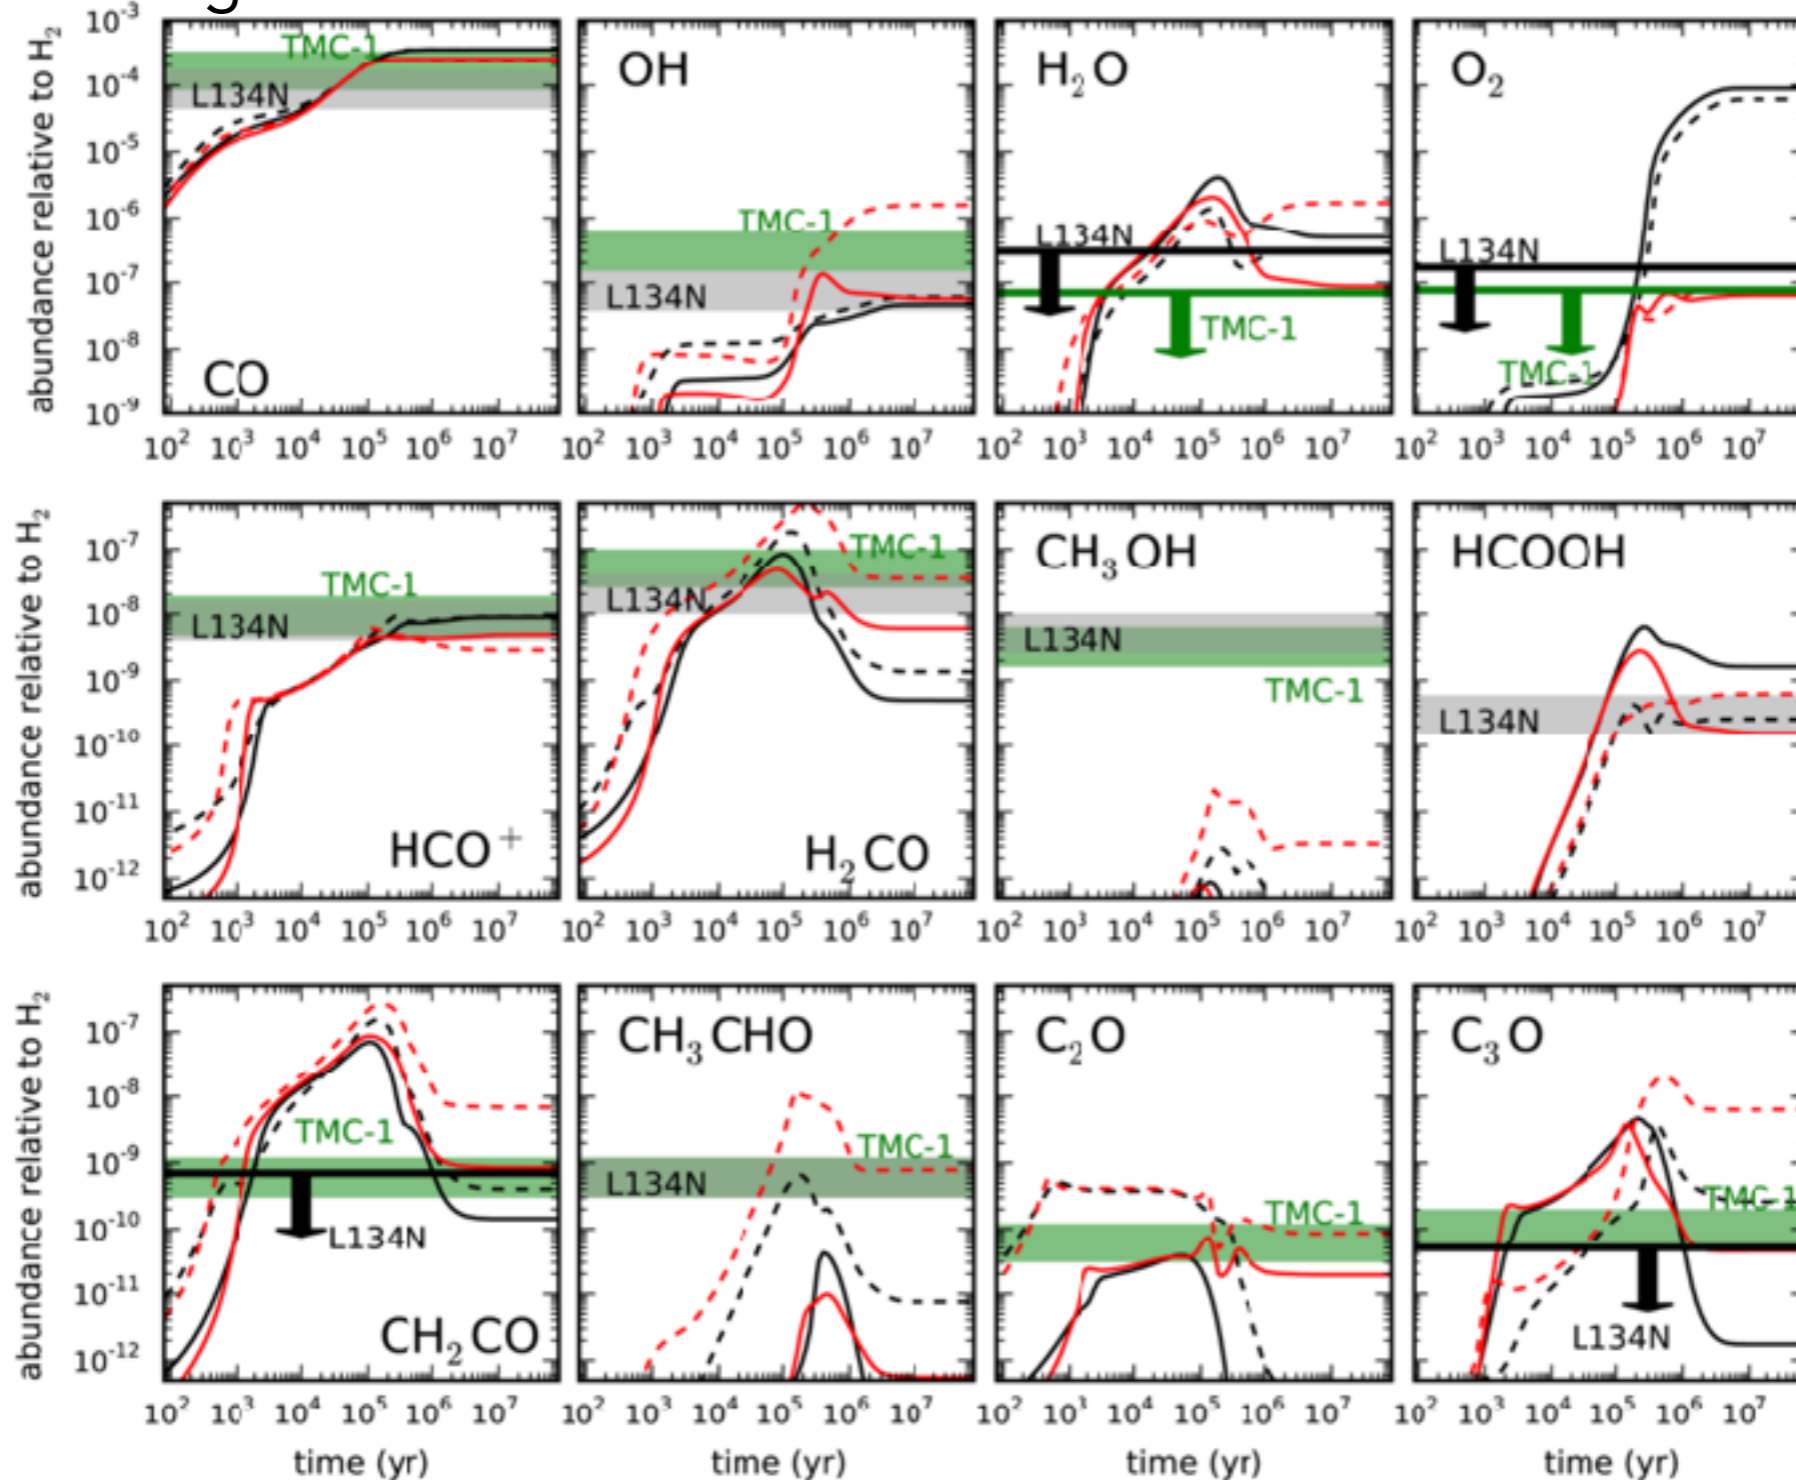 abundance relative to H₂
10⁻³
10⁻⁴
10⁻⁵
10⁻⁶
10⁻⁷
10⁻⁸
10⁻⁹
TMC-1
L134N
CO
10² 10³ 10⁴ 10⁵ 10⁶ 10⁷
OH
TMC-1
L134N
10² 10³ 10⁴ 10⁵ 10⁶ 10⁷
H₂O
L134N
TMC-1
10² 10³ 10⁴ 10⁵ 10⁶ 10⁷
O₂
L134N
TMC-1
10² 10³ 10⁴ 10⁵ 10⁶ 10⁷
abundance relative to H₂
10⁻⁷
10⁻⁸
10⁻⁹
10⁻¹⁰
10⁻¹¹
10⁻¹²
TMC-1
L134N
HCO⁺
10² 10³ 10⁴ 10⁵ 10⁶ 10⁷
TMC-1
L134N
H₂CO
10² 10³ 10⁴ 10⁵ 10⁶ 10⁷
CH₃OH
L134N
TMC-1
10² 10³ 10⁴ 10⁵ 10⁶ 10⁷
HCOOH
L134N
10² 10³ 10⁴ 10⁵ 10⁶ 10⁷
abundance relative to H₂
10⁻⁷
10⁻⁸
10⁻⁹
10⁻¹⁰
10⁻¹¹
10⁻¹²
TMC-1
L134N
CH₂CO
10² 10³ 10⁴ 10⁵ 10⁶ 10⁷
time (yr)
CH₃CHO
TMC-1
L134N
10² 10³ 10⁴ 10⁵ 10⁶ 10⁷
time (yr)
C₂O
TMC-1
10² 10³ 10⁴ 10⁵ 10⁶ 10⁷
time (yr)
C₃O
TMC-1
L134N
10² 10³ 10⁴ 10⁵ 10⁶ 10⁷
time (yr)